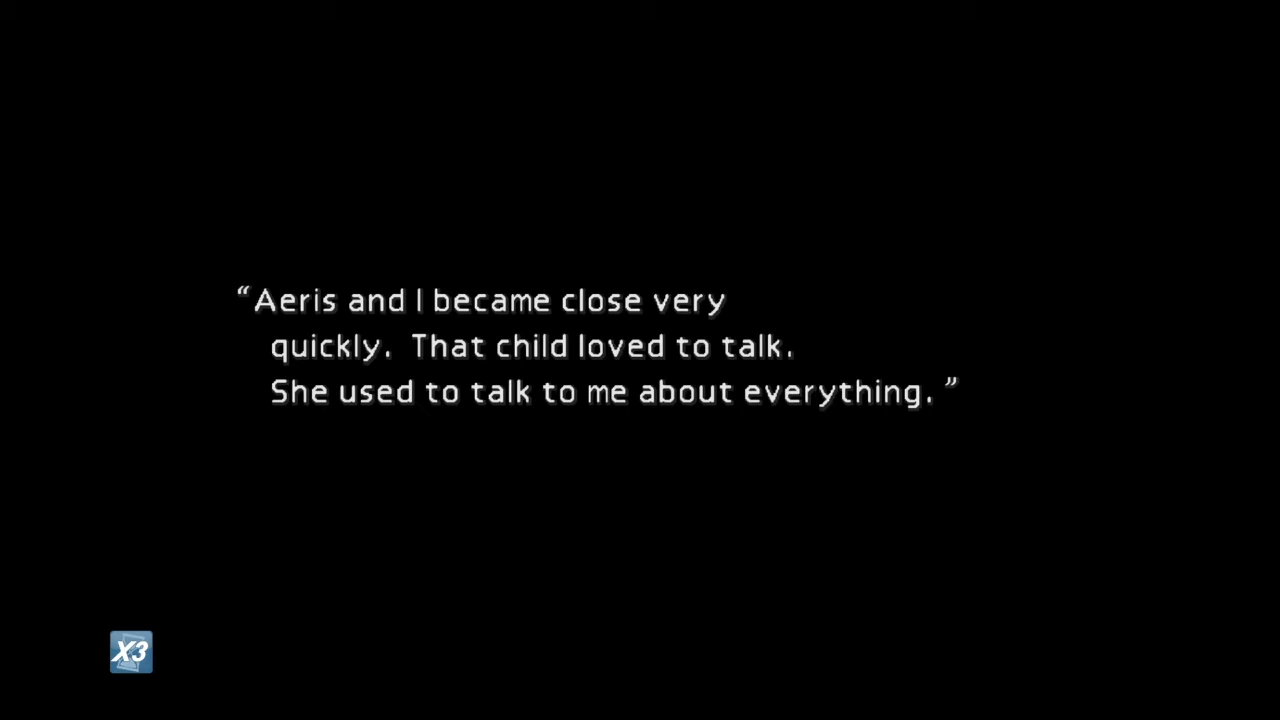 “Aeris and I became close very
quickly. That child loved to talk.
She used to talk to me about everything.”
X3